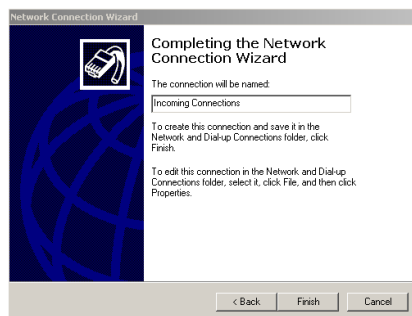 Network Connection Wizard
Completing the Network
Connection Wizard
The connection will be named:
Incoming Connections
To create this connection and save it in the
Network and Dial-up Connections folder, click
Finish.
To edit this connection in the Network and Dial-up
Connections folder, select it, click File, and then click
Properties.
< Back
Finish
Cancel